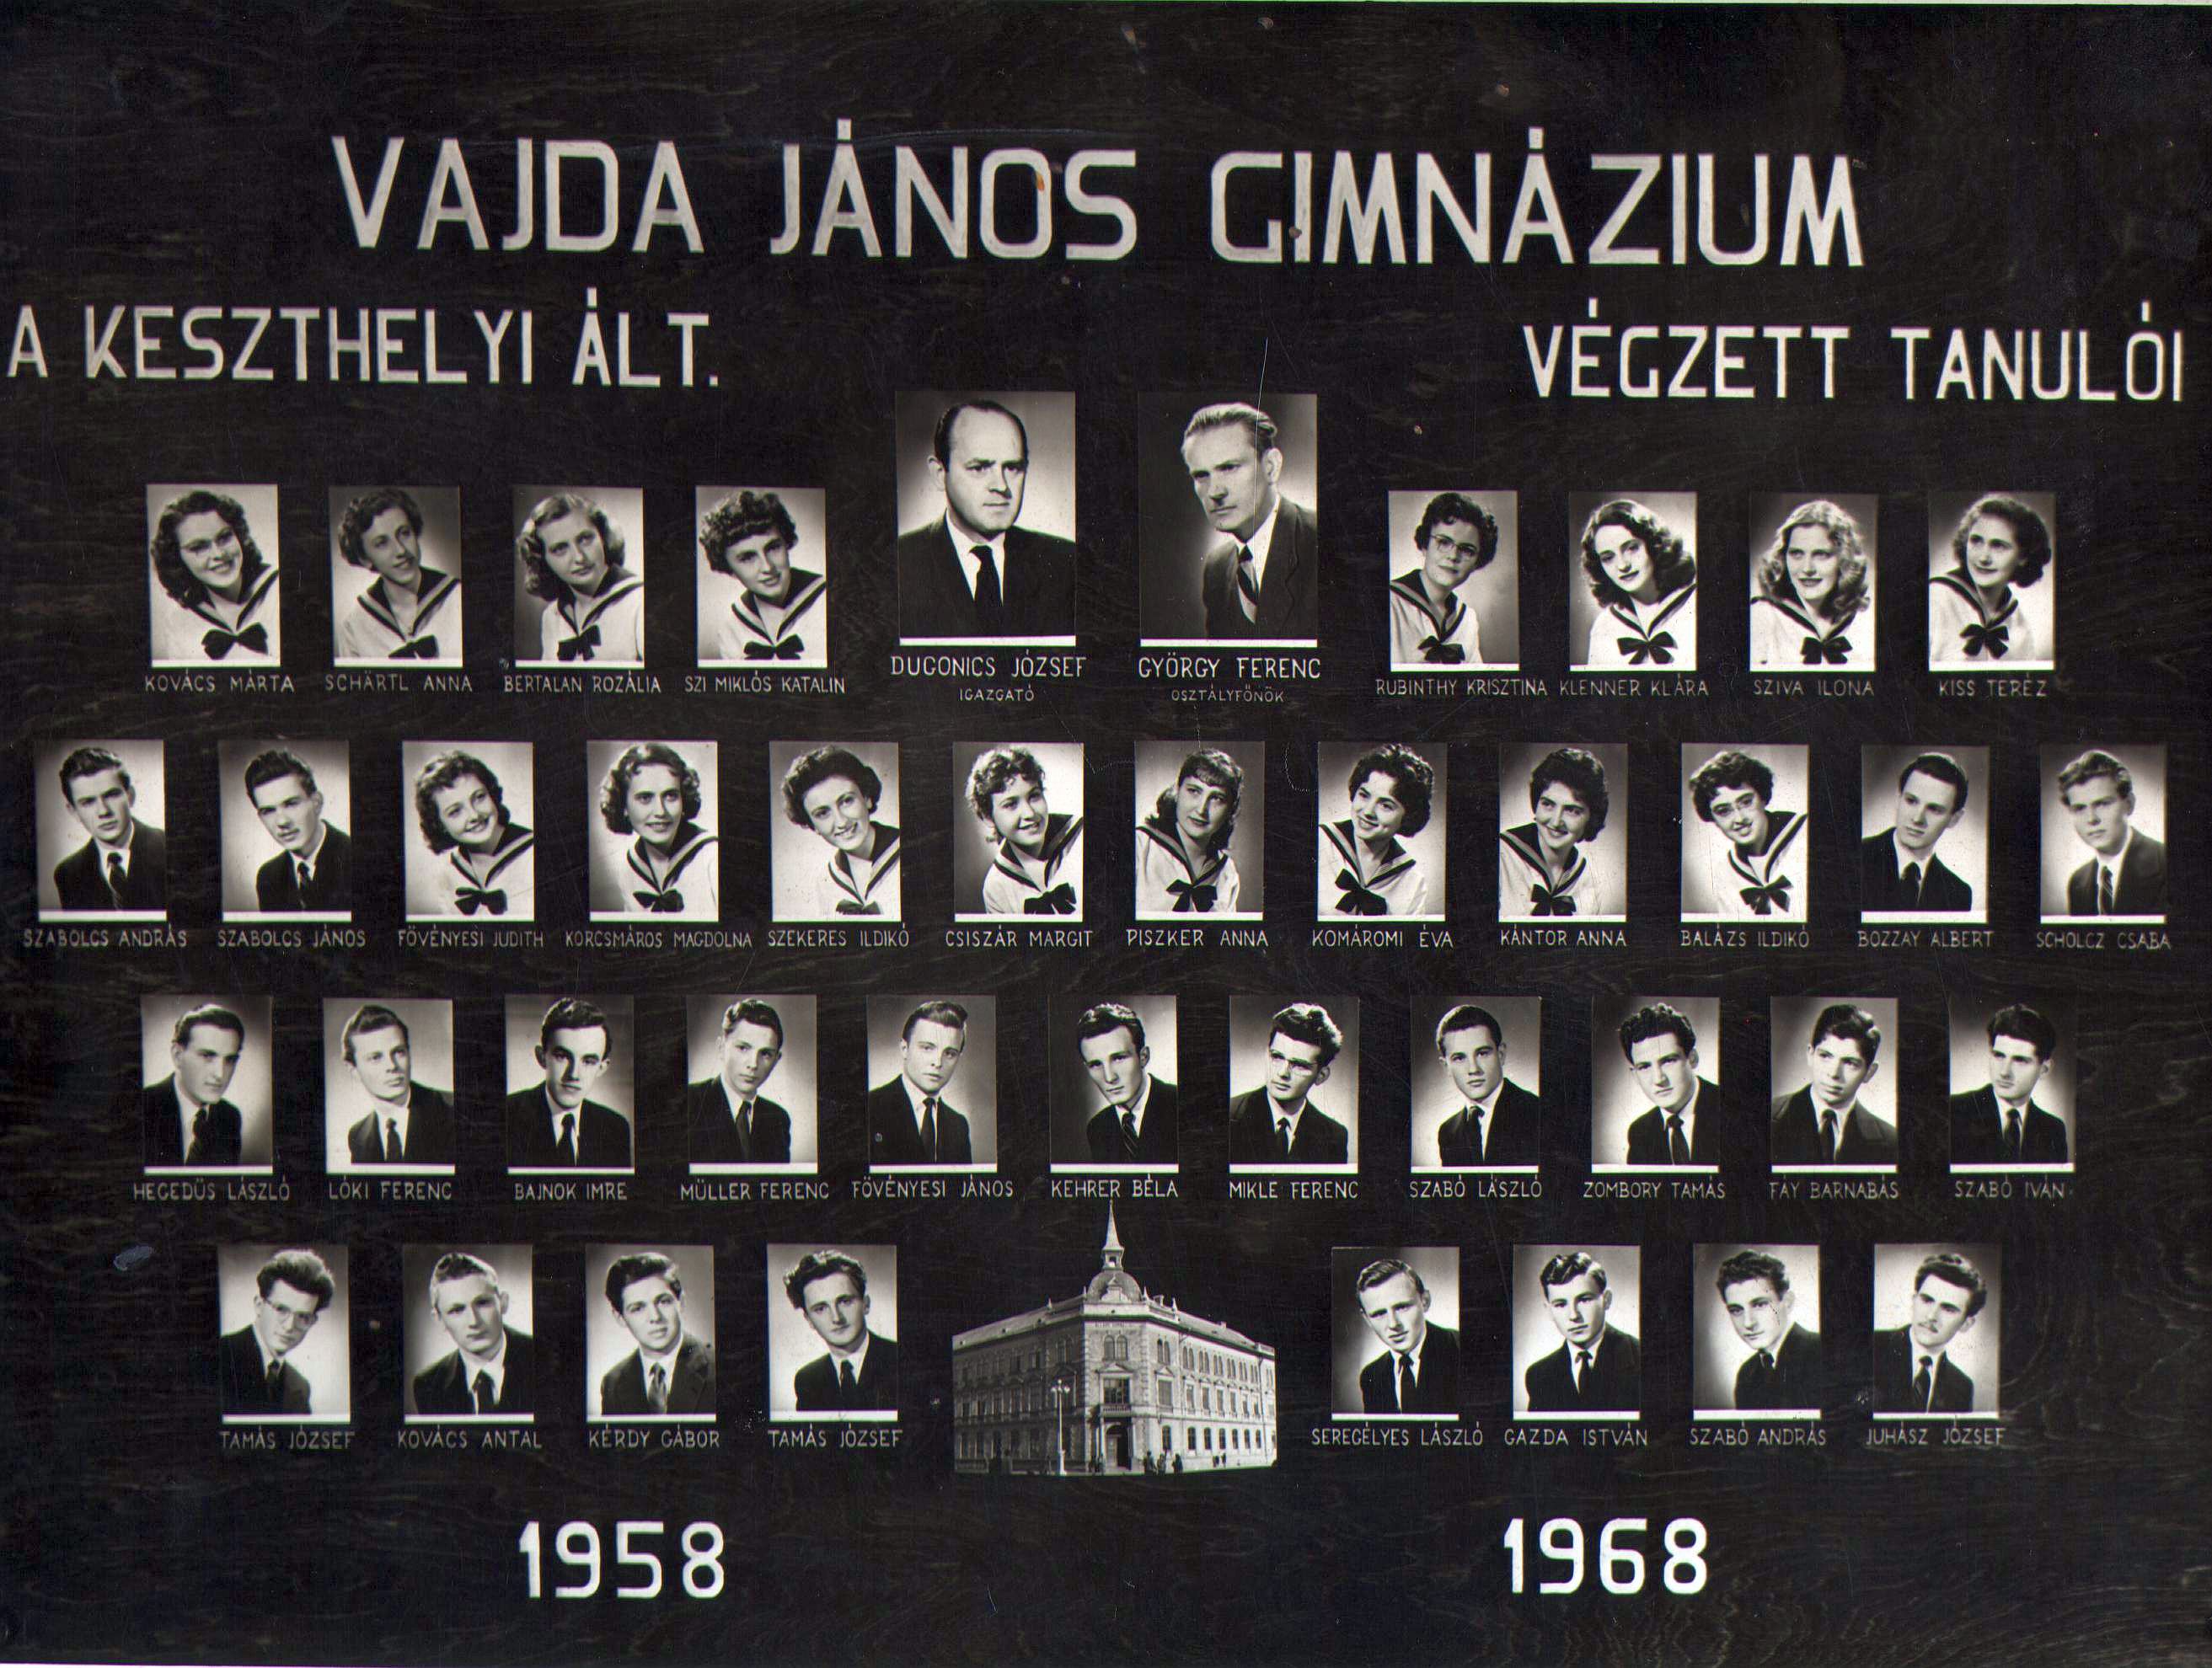 VAJDA JÁNOS GIMNÁZIUM
A KESZTHELYI ÁLT. VÉGZETT TANULÓI
KOVÁCS MÁRTA SCHÄRTL ANNA BERTALAN ROZÁLIA SZI MIKLÓS KATALIN DUGONICS JÓZSEF GYÖRGY FERENC RUBINTHY KRISZTINA KLENNER KLÁRA SZIVA ILONA KISS TERÉZ
IGAZGATÓ OSZTÁLYFŐNÖK
SZABOLCS ANDRÁS SZABOLCS JÁNOS FÖVÉNYESI JUDITH KORCSMÁROS MAGDOLNA SZEKERES ILDIKÓ CSISZÁR MARGIT PISZKER ANNA KOMÁROMI ÉVA KÁNTOR ANNA BALÁZS ILDIKÓ BOZZAY ALBERT SCHOLCZ CSABA
HEGEDŰS LÁSZLÓ LÓKI FERENC BAJNOK IMRE MÜLLER FERENC FÖVÉNYESI JÁNOS KEHRER BÉLA MIKLE FERENC SZABÓ LÁSZLÓ ZOMBORY TAMÁS FÁY BARNABÁS SZABÓ IVÁN
TAMÁS JÓZSEF KOVÁCS ANTAL KÉRDY GÁBOR TAMÁS JÓZSEF SEREGÉLYES LÁSZLÓ GAZDA ISTVÁN SZABÓ ANDRÁS JUHÁSZ JÓZSEF
1958 1968